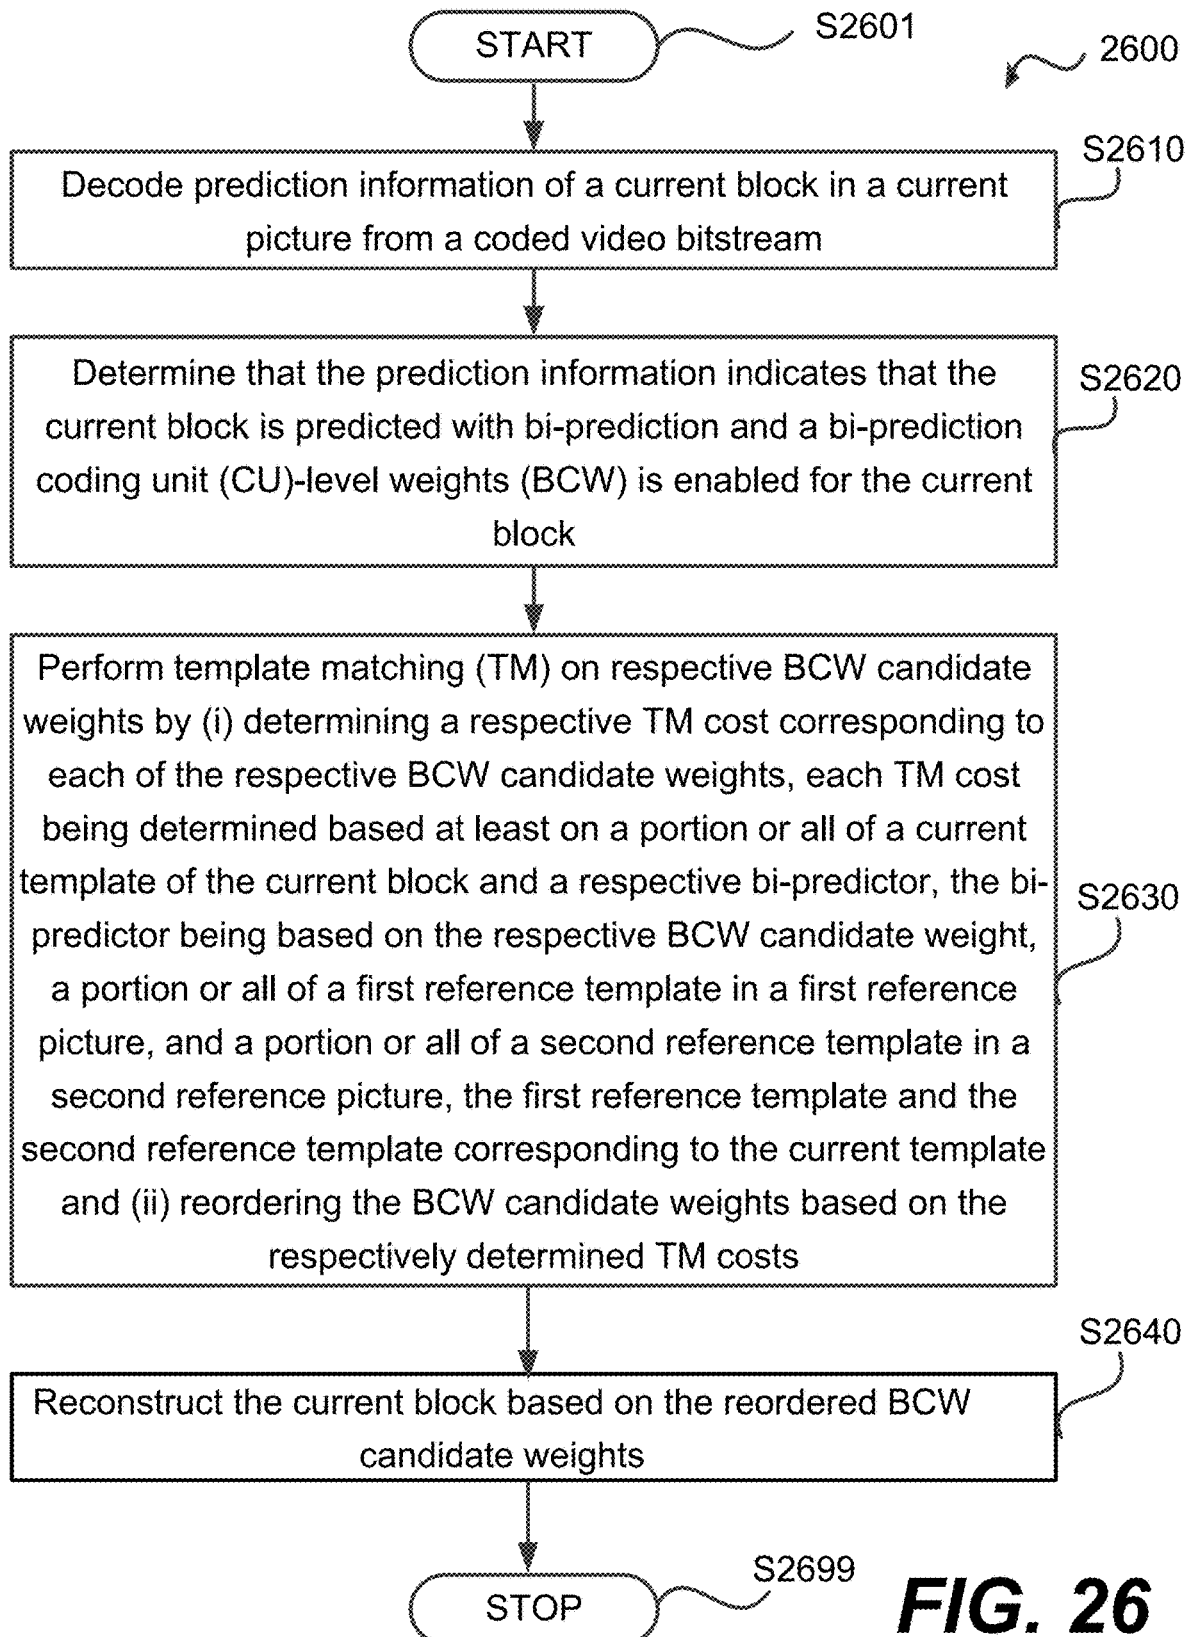 START
S2601
2600
S2610
Decode prediction information of a current block in a current
picture from a coded video bitstream
S2620
Determine that the prediction information indicates that the
current block is predicted with bi-prediction and a bi-prediction
coding unit (CU)-level weights (BCW) is enabled for the current
block
S2630
Perform template matching (TM) on respective BCW candidate
weights by (i) determining a respective TM cost corresponding to
each of the respective BCW candidate weights, each TM cost
being determined based at least on a portion or all of a current
template of the current block and a respective bi-predictor, the bi-
predictor being based on the respective BCW candidate weight,
a portion or all of a first reference template in a first reference
picture, and a portion or all of a second reference template in a
second reference picture, the first reference template and the
second reference template corresponding to the current template
and (ii) reordering the BCW candidate weights based on the
respectively determined TM costs
S2640
Reconstruct the current block based on the reordered BCW
candidate weights
STOP
S2699
FIG. 26